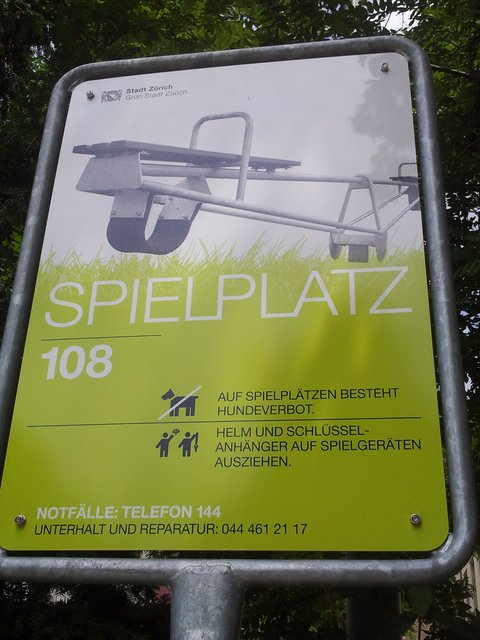 Stadt Zürich
Grün Stadt Zürich
SPIELPLATZ
108
AUF SPIELPLÄTZEN BESTEHT
HUNDEVERBOT.
HELM UND SCHLÜSSEL-
ANHÄNGER AUF SPIELGERÄTEN
AUSZIEHEN.
NOTFÄLLE: TELEFON 144
UNTERHALT UND REPARATUR: 044 461 21 17